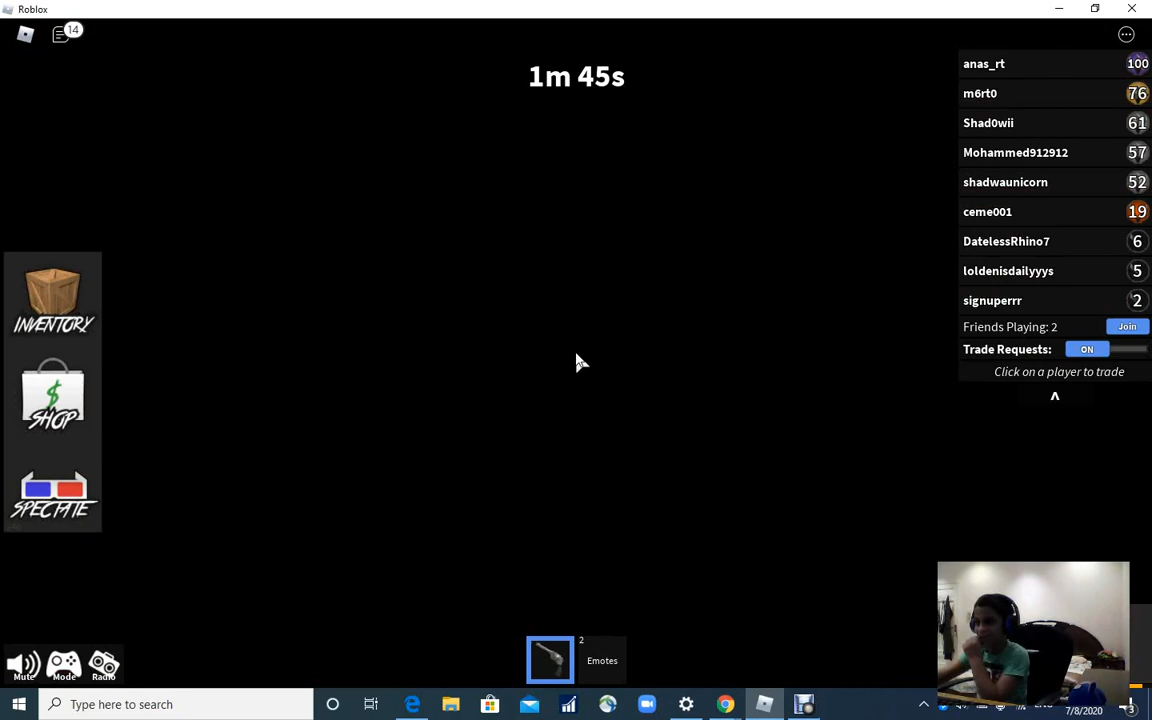 Roblox
14
1m 45s
anas_rt 100
m6rt0 76
Shad0wii 61
Mohammed912912 57
shadwaunicorn 52
ceme001 19
DatelessRhino7 6
loldenisdailyyys 5
signuperrr 2
Friends Playing: 2 Join
Trade Requests: ON
Click on a player to trade
INVENTORY
SHOP
SPECTATE
Mute Mode Radio
2
Emotes
Type here to search
7/8/2020
3